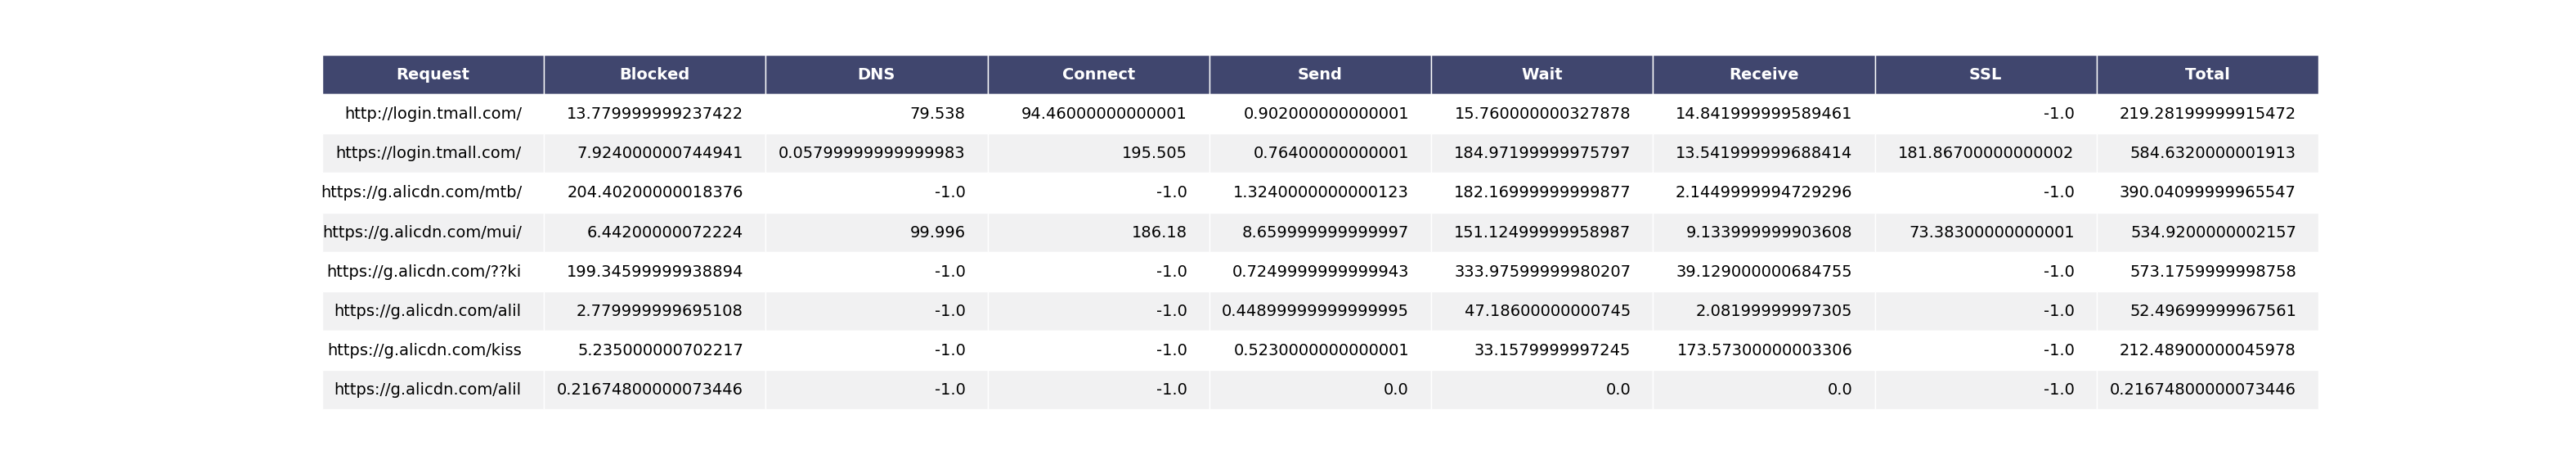 Request Blocked DNS Connect Send Wait Receive SSL Total
http://login.tmall.com/ 13.779999999237422 79.538 94.46000000000001 0.902000000000001 15.760000000327878 14.841999999589461 -1.0 219.28199999915472
https://login.tmall.com/ 7.924000000744941 0.05799999999999983 195.505 0.76400000000001 184.97199999975797 13.541999999688414 181.86700000000002 584.6320000001913
https://g.alicdn.com/mtb/ 204.40200000018376 -1.0 -1.0 1.3240000000000123 182.16999999999877 2.1449999994729296 -1.0 390.04099999965547
https://g.alicdn.com/mui/ 6.44200000072224 99.996 186.18 8.659999999999997 151.12499999958987 9.133999999903608 73.38300000000001 534.9200000002157
https://g.alicdn.com/??ki 199.34599999938894 -1.0 -1.0 0.7249999999999943 333.97599999980207 39.129000000684755 -1.0 573.1759999998758
https://g.alicdn.com/alil 2.779999999695108 -1.0 -1.0 0.44899999999999995 47.18600000000745 2.08199999997305 -1.0 52.49699999967561
https://g.alicdn.com/kiss 5.235000000702217 -1.0 -1.0 0.5230000000000001 33.1579999997245 173.57300000003306 -1.0 212.48900000045978
https://g.alicdn.com/alil 0.21674800000073446 -1.0 -1.0 0.0 0.0 0.0 -1.0 0.21674800000073446